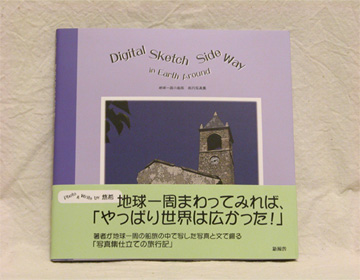 Digital Sketch Side Way
in Earth Around
地球一周まわってみれば、
「やっぱり世界は広かった！」
著者が地球一周の船旅の中で写した写真と文で綴る
「写真集仕立ての旅行記」